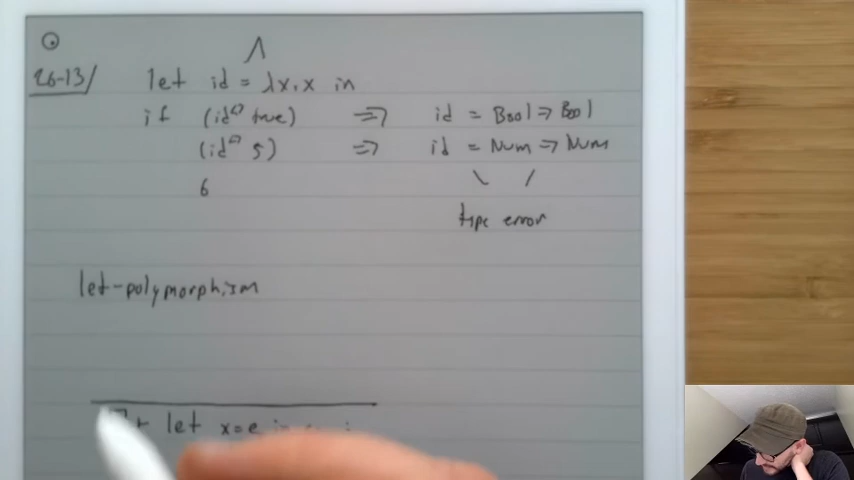 26-13/ let id = λx.x in
if (id true) => id = Bool => Bool
(id 5) => id = Num => Num
6
type error
let-polymorphism
let x=e